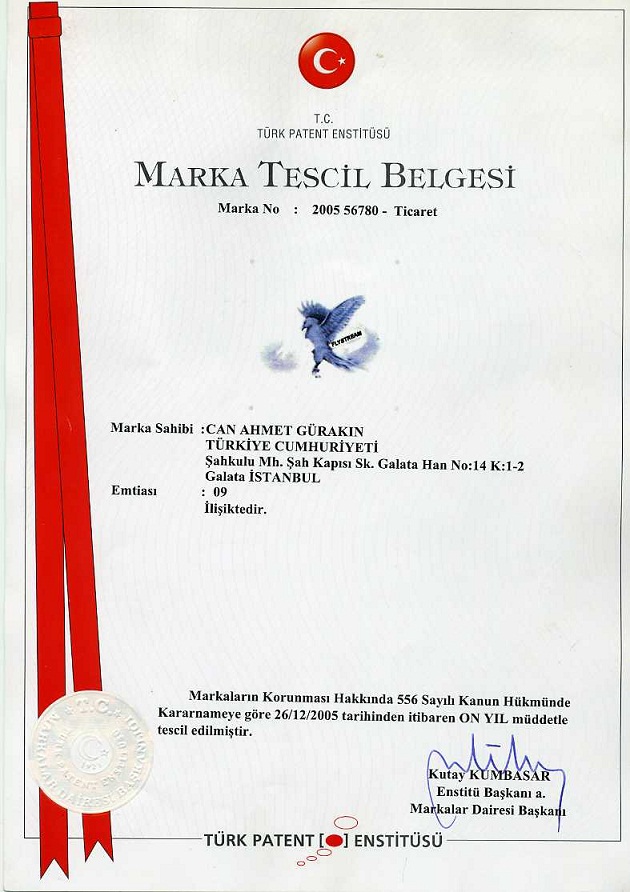 T.C.
TÜRK PATENT ENSTİTÜSÜ
MARKA TESCİL BELGESİ
Marka No : 2005 56780 - Ticaret
FLYSTREAM
Marka Sahibi :CAN AHMET GÜRAKIN
TÜRKİYE CUMHURİYETİ
Şahkulu Mh. Şah Kapısı Sk. Galata Han No:14 K:1-2
Galata İSTANBUL
Emtiası : 09
İlişiktedir.
Markaların Korunması Hakkında 556 Sayılı Kanun Hükmünde
Kararnameye göre 26/12/2005 tarihinden itibaren ON YIL müddetle
tescil edilmiştir.
T.C.
Kutay KUMBASAR
Enstitü Başkanı a.
Markalar Dairesi Başkanı
TÜRK PATENT [ ] ENSTİTÜSÜ